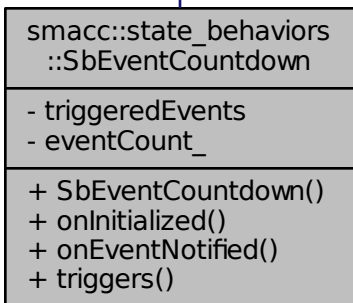 smacc::state_behaviors
::SbEventCountdown
- triggeredEvents
- eventCount_
+ SbEventCountdown()
+ onInitialized()
+ onEventNotified()
+ triggers()